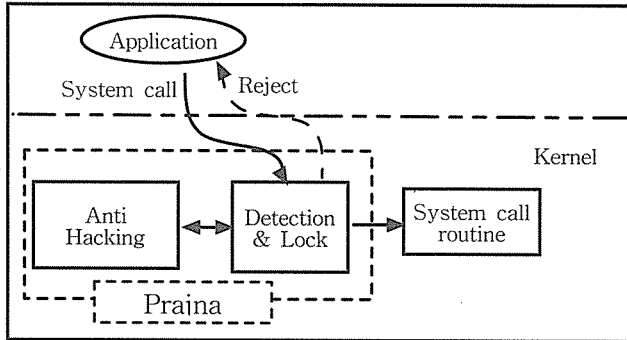 Application
System call
Reject
Kernel
Anti
Hacking
Detection
& Lock
System call
routine
Prajna